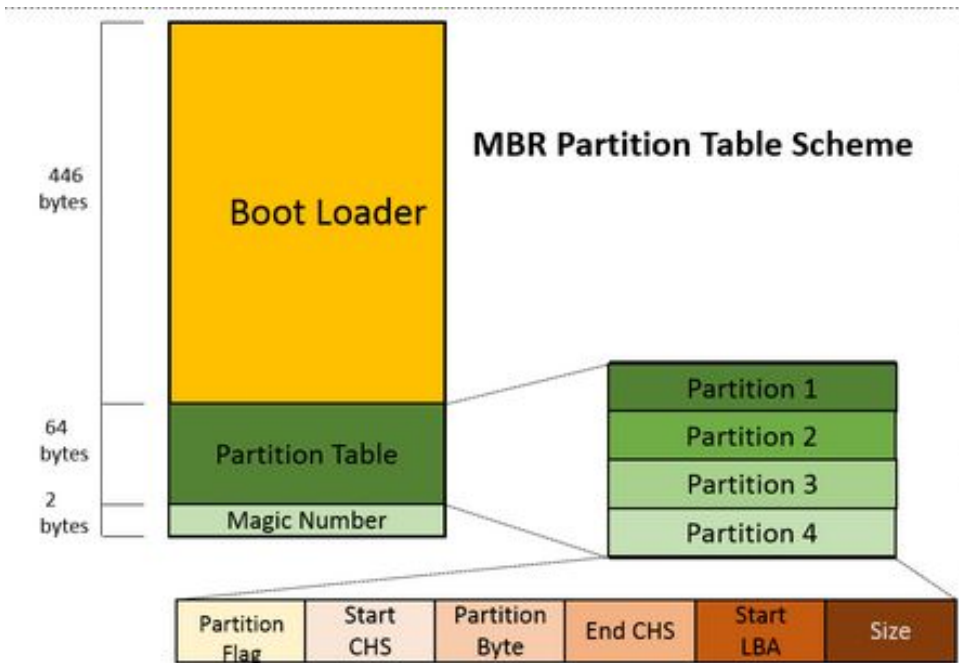 MBR Partition Table Scheme
446
bytes
Boot Loader
64
bytes
Partition Table
2
bytes
Magic Number
Partition 1
Partition 2
Partition 3
Partition 4
Partition
Flag
Start
CHS
Partition
Byte
End CHS
Start
LBA
Size